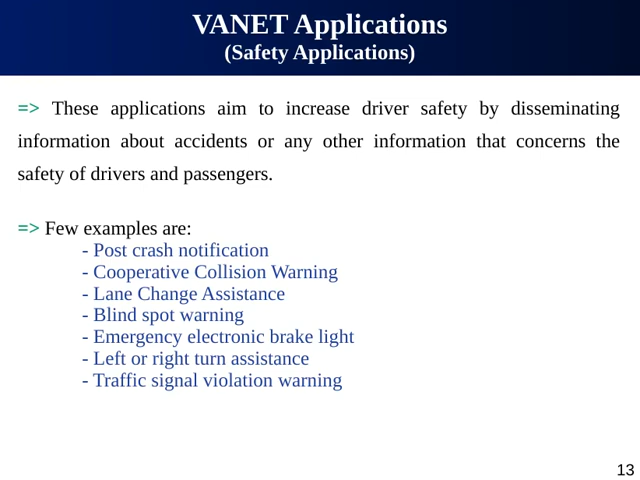 VANET Applications
(Safety Applications)
=> These applications aim to increase driver safety by disseminating
information about accidents or any other information that concerns the
safety of drivers and passengers.
=> Few examples are:
- Post crash notification
- Cooperative Collision Warning
- Lane Change Assistance
- Blind spot warning
- Emergency electronic brake light
- Left or right turn assistance
- Traffic signal violation warning
13